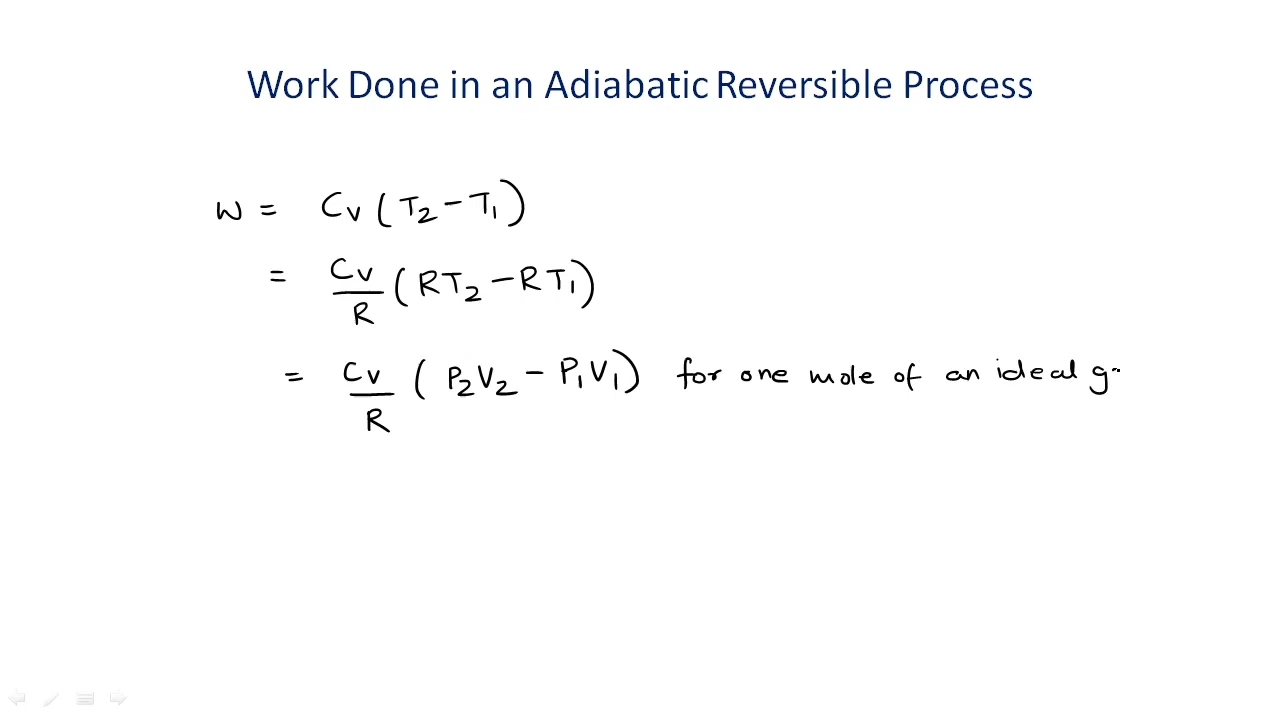 Work Done in an Adiabatic Reversible Process
W = Cv (T₂ - T₁)
= Cv/R (RT₂ - RT₁)
= Cv/R (P₂V₂ - P₁V₁) for one mole of an ideal g